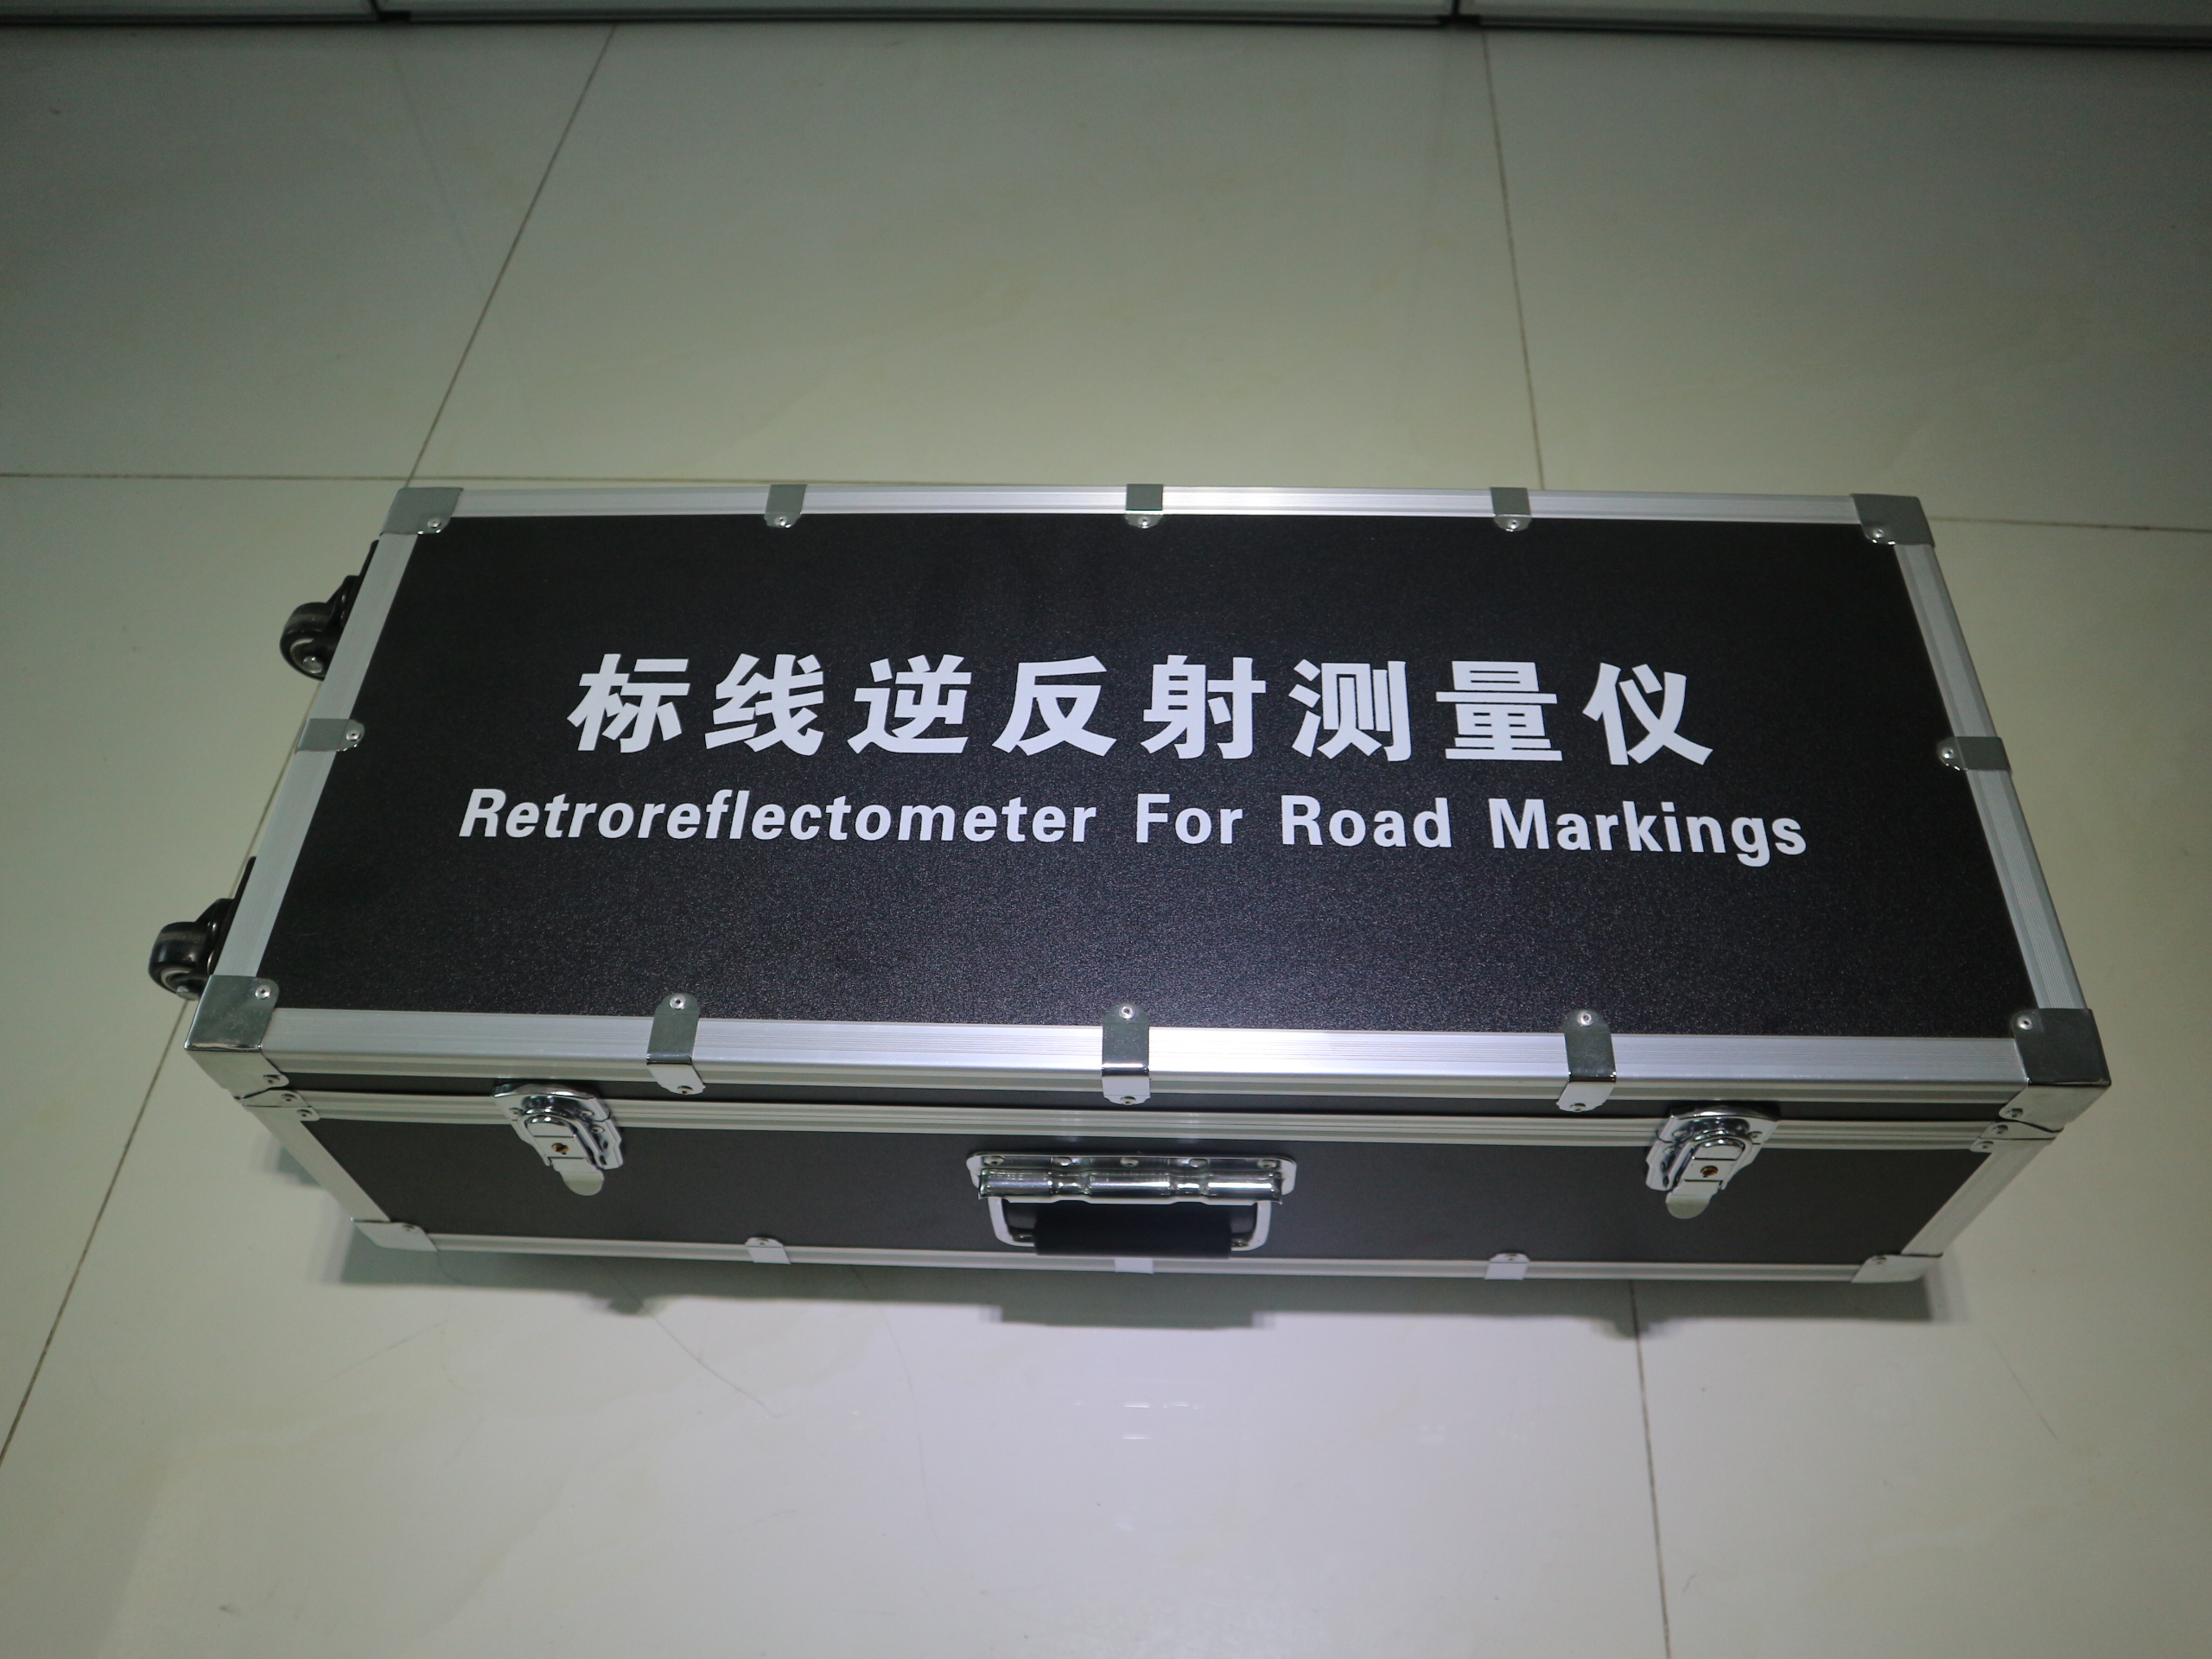 标线逆反射测量仪
Retroreflectometer For Road Markings